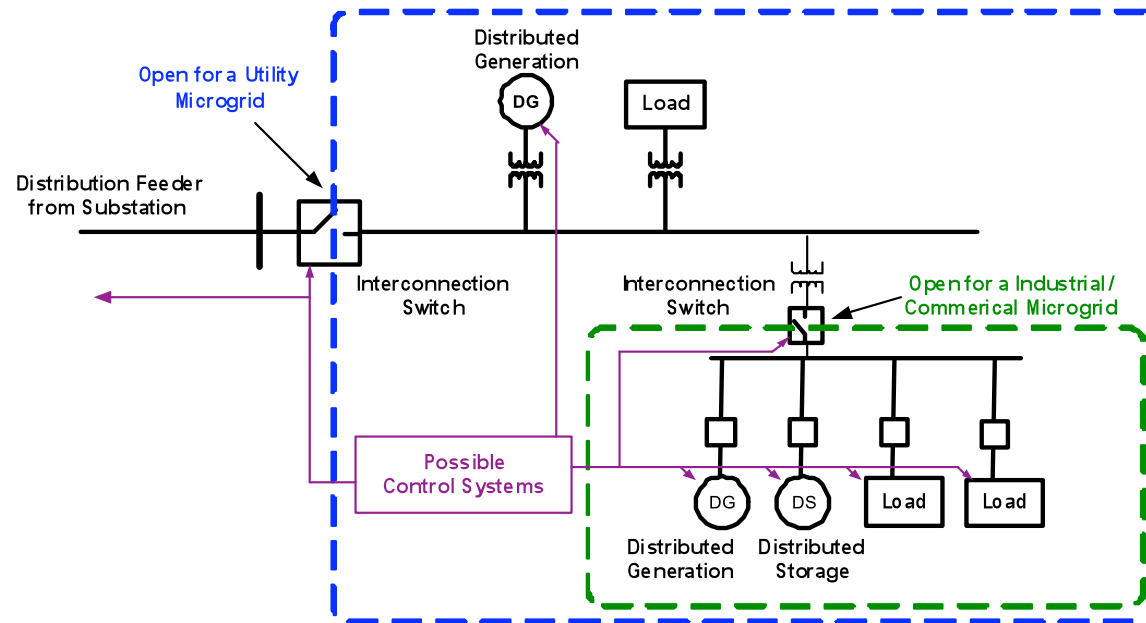 Distributed
Generation
DG
Load
Open for a Utility
Microgrid
Distribution Feeder
from Substation
Interconnection
Switch
Interconnection
Switch
Open for a Industrial/
Commerical Microgrid
Possible
Control Systems
DG
DS
Load
Load
Distributed
Generation
Distributed
Storage